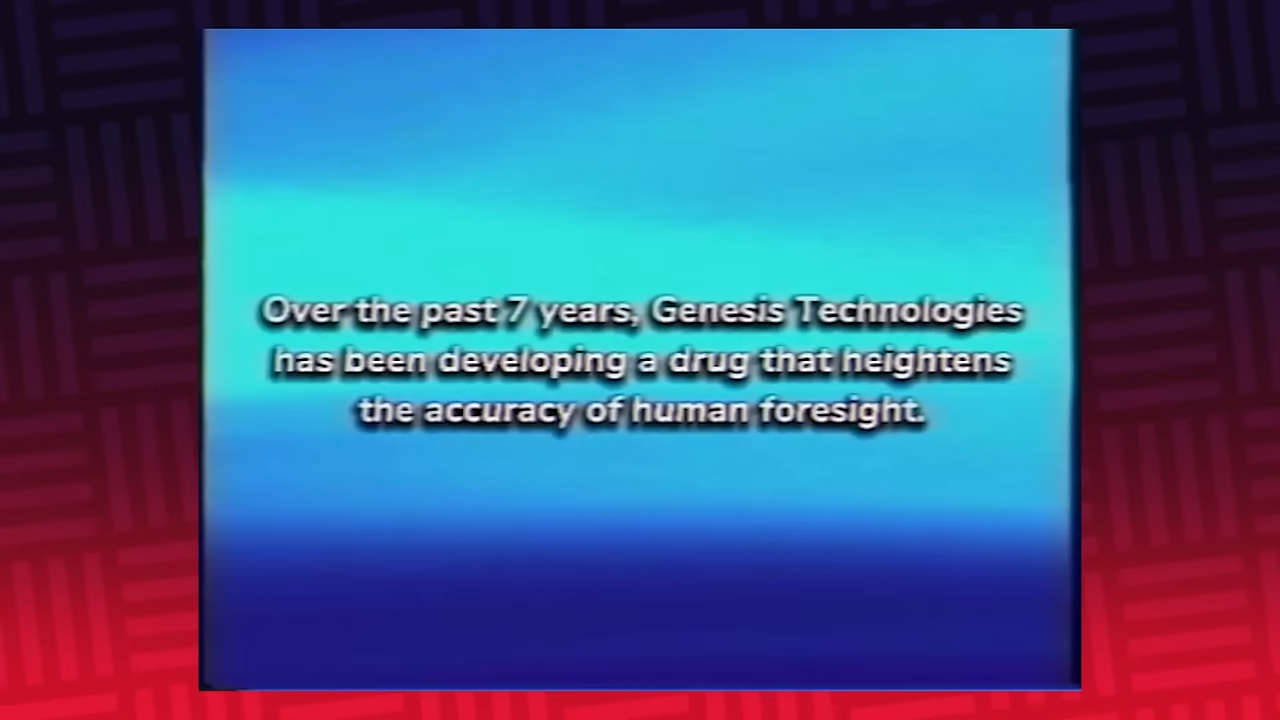 Over the past 7 years, Genesis Technologies
has been developing a drug that heightens
the accuracy of human foresight.